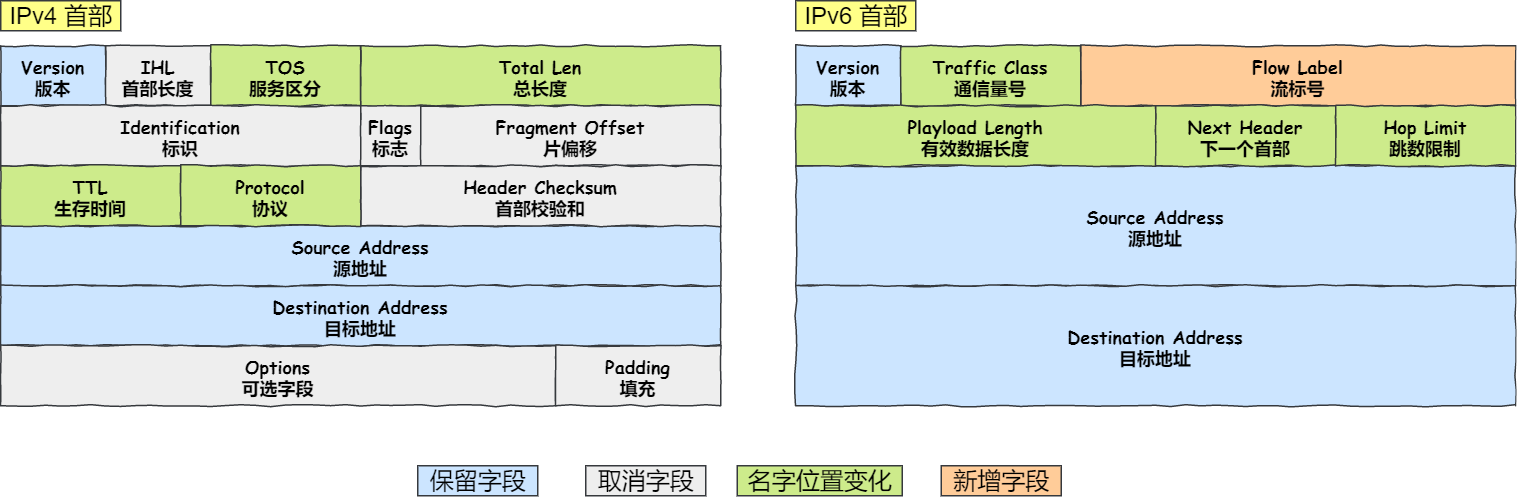 IPv4 首部
Version
版本
IHL
首部长度
TOS
服务区分
Total Len
总长度
Identification
标识
Flags
标志
Fragment Offset
片偏移
TTL
生存时间
Protocol
协议
Header Checksum
首部校验和
Source Address
源地址
Destination Address
目标地址
Options
可选字段
Padding
填充
IPv6 首部
Version
版本
Traffic Class
通信量号
Flow Label
流标号
Playload Length
有效数据长度
Next Header
下一个首部
Hop Limit
跳数限制
Source Address
源地址
Destination Address
目标地址
保留字段
取消字段
名字位置变化
新增字段